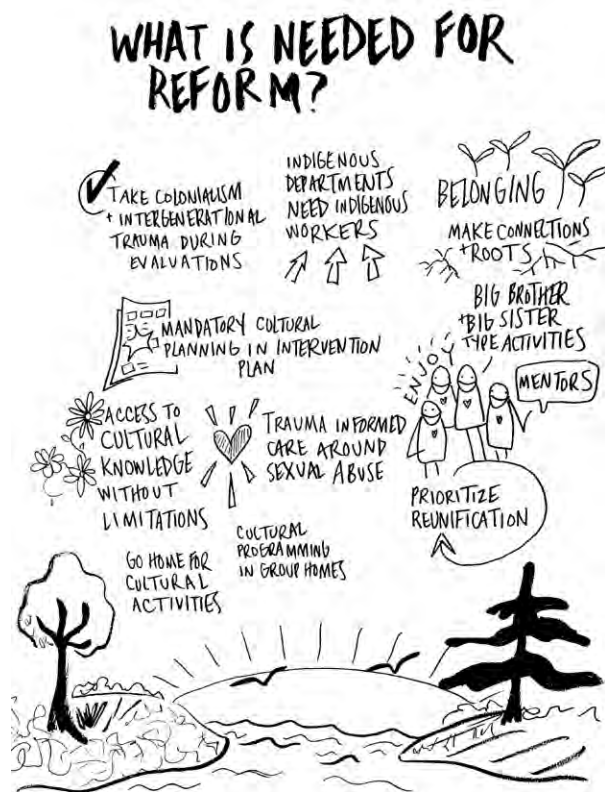 WHAT IS NEEDED FOR
REFORM?
TAKE COLONIALISM
+ INTERGENERATIONAL
TRAUMA DURING
EVALUATIONS
INDIGENOUS
DEPARTMENTS
NEED INDIGENOUS
WORKERS
BELONGING
MAKE CONNECTIONS
+ ROOTS
MANDATORY CULTURAL
PLANNING IN INTERVENTION
PLAN
BIG BROTHER
+ BIG SISTER
TYPE ACTIVITIES
ENJOY
MENTORS
ACCESS TO
CULTURAL
KNOWLEDGE
WITHOUT
LIMITATIONS
TRAUMA INFORMED
CARE AROUND
SEXUAL ABUSE
PRIORITIZE
REUNIFICATION
GO HOME FOR
CULTURAL
ACTIVITIES
CULTURAL
PROGRAMMING
IN GROUP HOMES